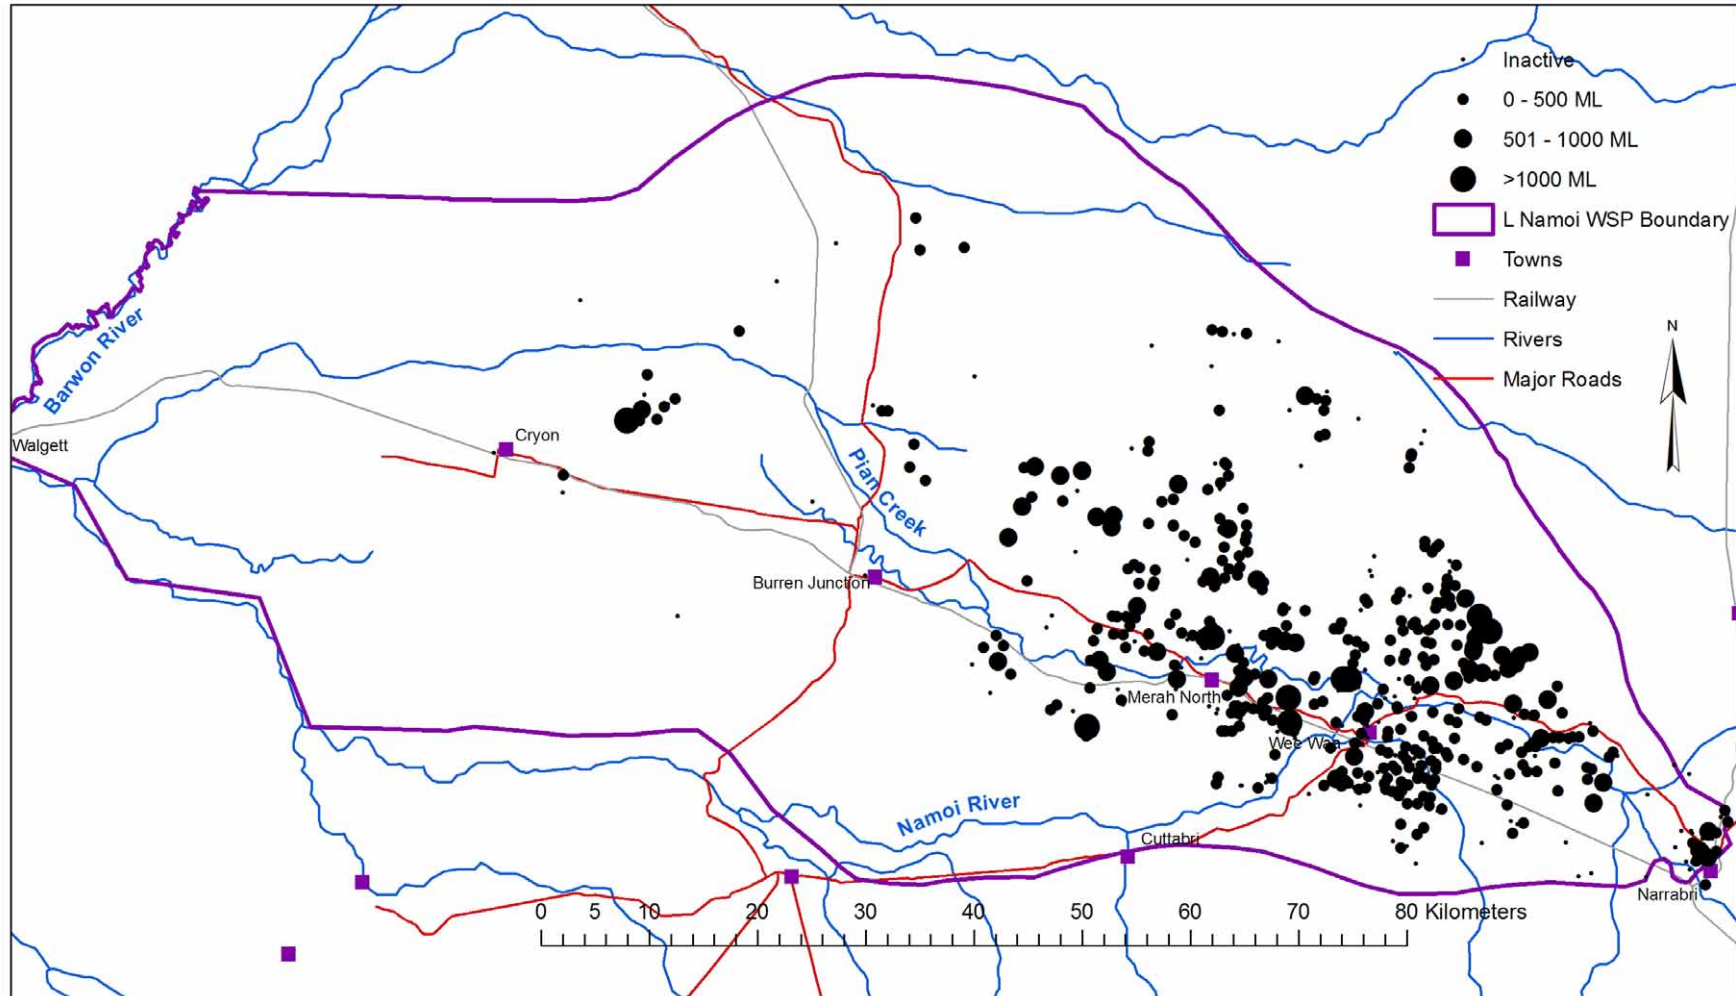 Inactive
0 - 500 ML
501 - 1000 ML
>1000 ML
L Namoi WSP Boundary
Towns
Railway
N
Rivers
Major Roads
Barwon River
Walgett
Cryon
Pian Creek
Burren Junction
Merah North
Wee Waa
Namoi River
Cuttabri
Narrabri
0 5 10 20 30 40 50 60 70 80 Kilometers